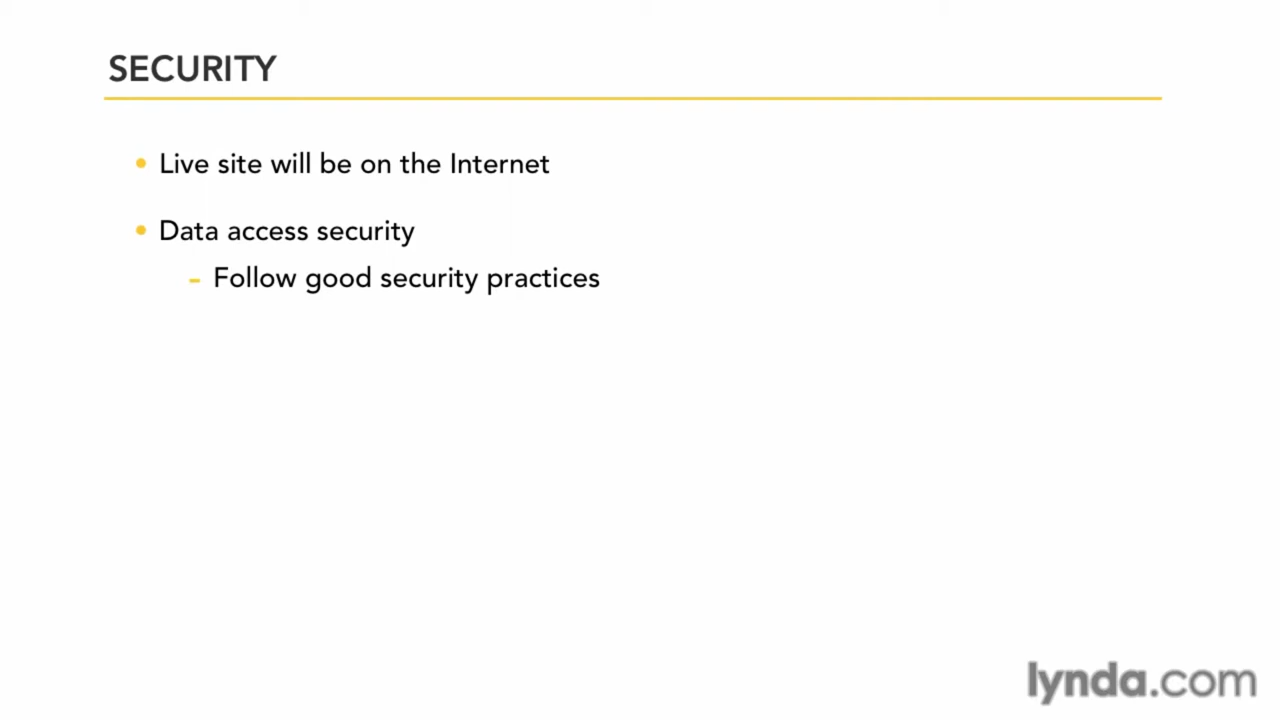 SECURITY
• Live site will be on the Internet
• Data access security
– Follow good security practices
lynda.com